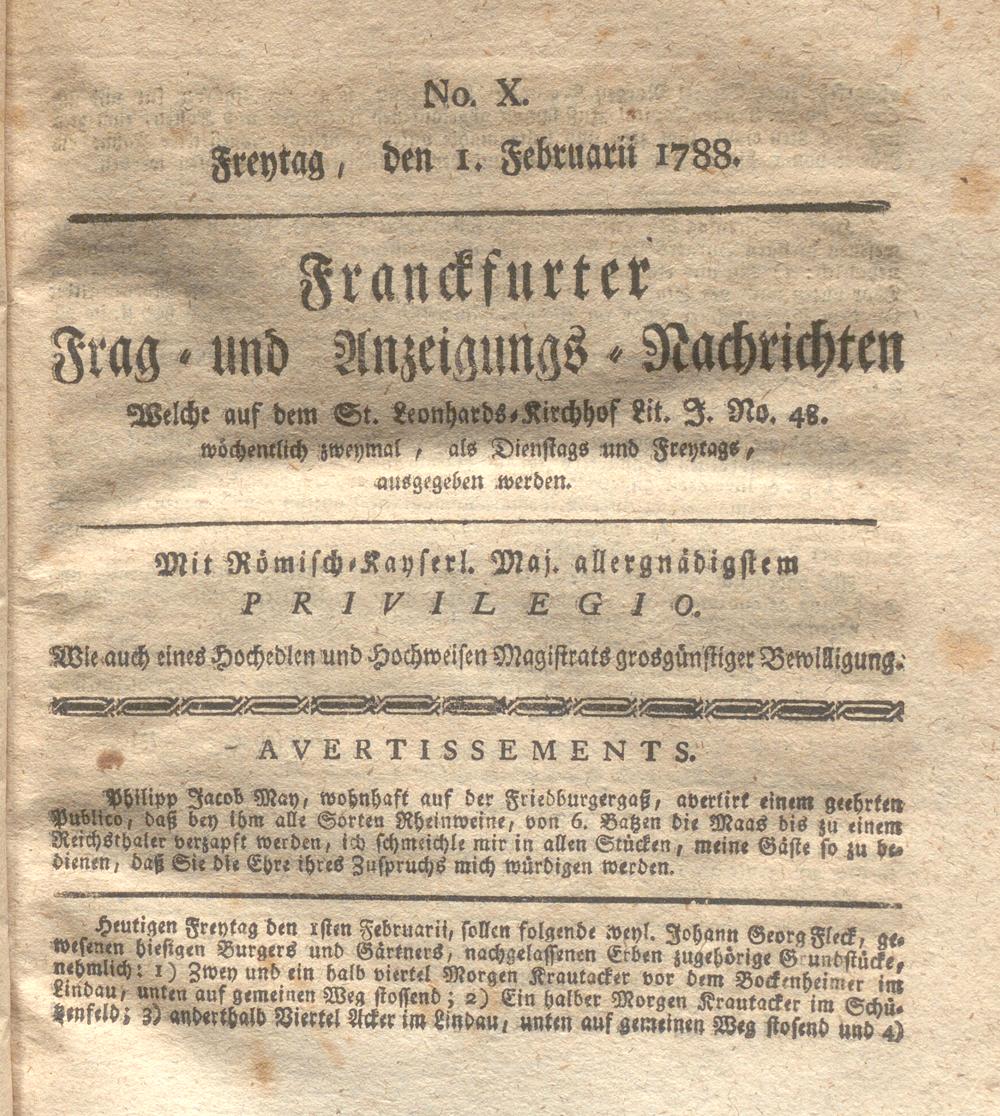 No. X.
Freytag, den 1. Februarii 1788.
Franckfurter
Frag- und Anzeigungs-Nachrichten
Welche auf dem St. Leonhards-Kirchhof Lit. J. No. 48.
wöchentlich zweymal, als Dienſtags und Freytags,
ausgegeben werden.
Mit Römiſch-Kayſerl. Maj. allergnädigſtem
PRIVILEGIO.
Wie auch eines Hochedlen und Hochweiſen Magiſtrats grosgünſtiger Bewilligung.
AVERTISSEMENTS.
Philipp Jacob May, wohnhaft auf der Friedburgergaß, avertirt einem geehrten
Publico, daß bey ihm alle Sorten Rheinweine, von 6. Batzen die Maas bis zu einem
Reichsthaler verzapft werden, ich ſchmeichle mir in allen Stücken, meine Gäſte ſo zu be-
dienen, daß Sie die Ehre ihres Zuſpruchs mich würdigen werden.
Heutigen Freytag den 1ſten Februarii, ſollen folgende weyl. Johann Georg Fleck, ge-
weſenen hieſigen Burgers und Gärtners, nachgelaſſenen Erben zugehörige Grundſtücke,
nehmlich: 1) Zwey und ein halb viertel Morgen Krautacker vor dem Bockenheimer im
Lindau, unten auf gemeinen Weg ſtoſſend; 2) Ein halber Morgen Krautacker im Schü-
tzenfeld; 3) anderthalb Viertel Acker im Lindau, unten auf gemeinen Weg ſtoſend und 4)